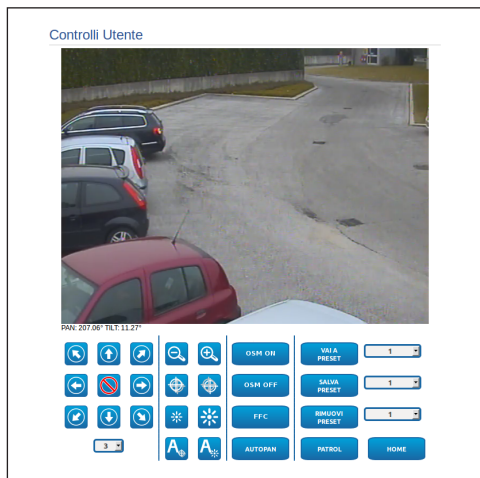 Controlli Utente
PAN: 207.06° TILT: 11.27°
OSM ON
VAI A
PRESET
1
OSM OFF
SALVA
PRESET
1
FFC
RIMUOVI
PRESET
1
3
A
A
AUTOPAN
PATROL
HOME